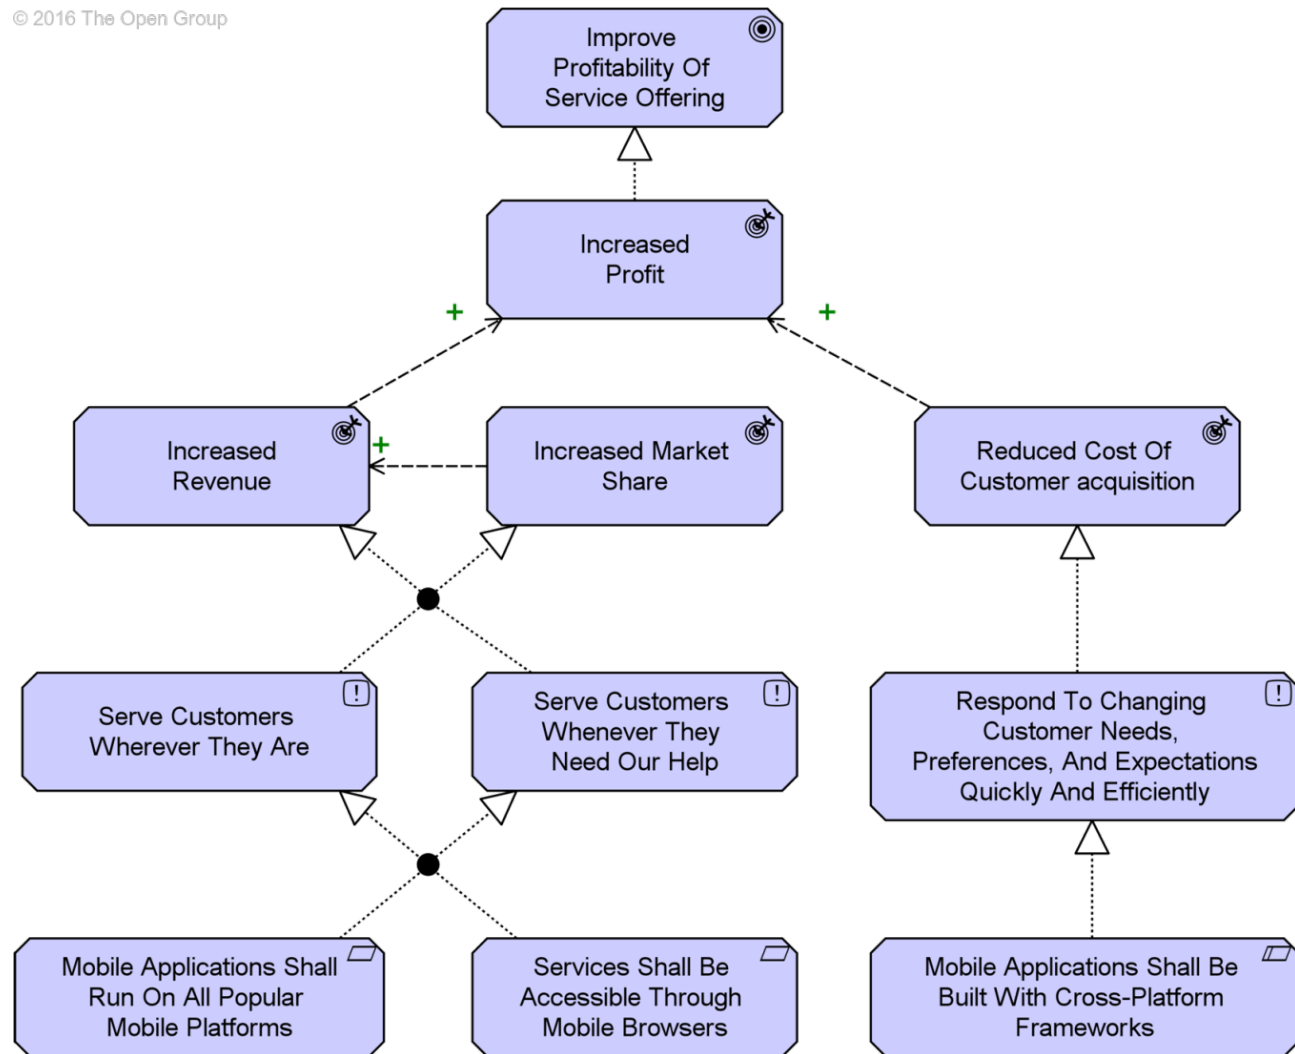 © 2016 The Open Group
Improve
Profitability Of
Service Offering
Increased
Profit
+
+
Increased
Revenue
+
Increased Market
Share
Reduced Cost Of
Customer acquisition
Serve Customers
Wherever They Are
!
Serve Customers
Whenever They
Need Our Help
!
Respond To Changing
Customer Needs,
Preferences, And Expectations
Quickly And Efficiently
!
Mobile Applications Shall
Run On All Popular
Mobile Platforms
Services Shall Be
Accessible Through
Mobile Browsers
Mobile Applications Shall Be
Built With Cross-Platform
Frameworks